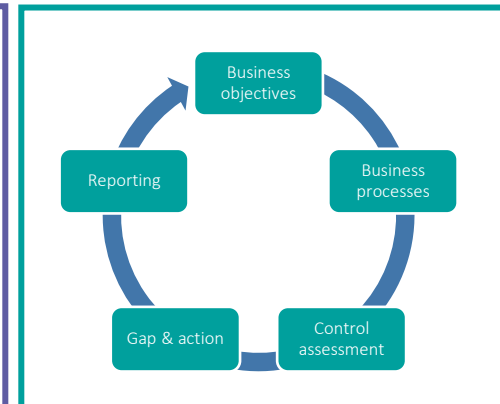 Business
objectives
Business
processes
Control
assessment
Gap & action
Reporting